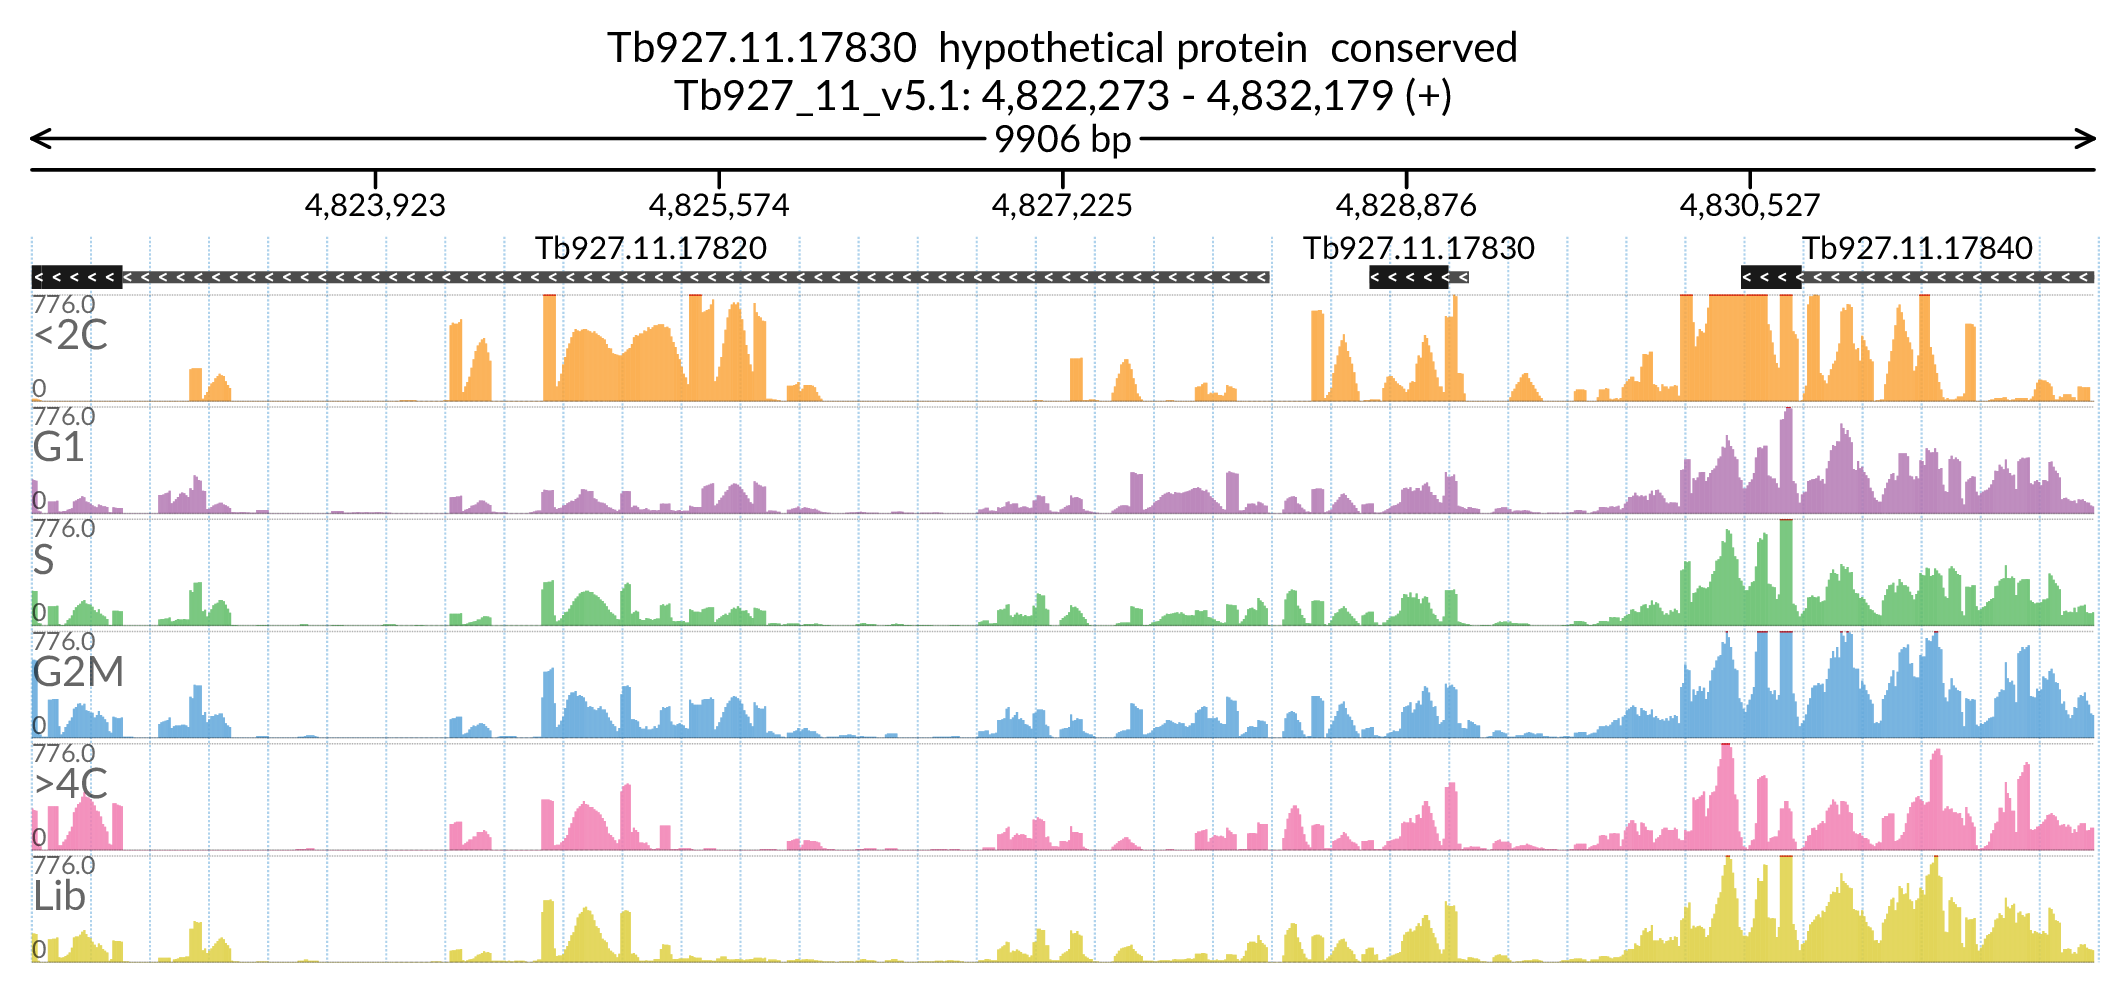 Tb927.11.17830 hypothetical protein conserved
Tb927_11_v5.1: 4,822,273 - 4,832,179 (+)
9906 bp
4,823,923 4,825,574 4,827,225 4,828,876 4,830,527
Tb927.11.17820 Tb927.11.17830 Tb927.11.17840
776.0
<2C
0
776.0
G1
0
776.0
S
0
776.0
G2M
0
776.0
>4C
0
776.0
Lib
0